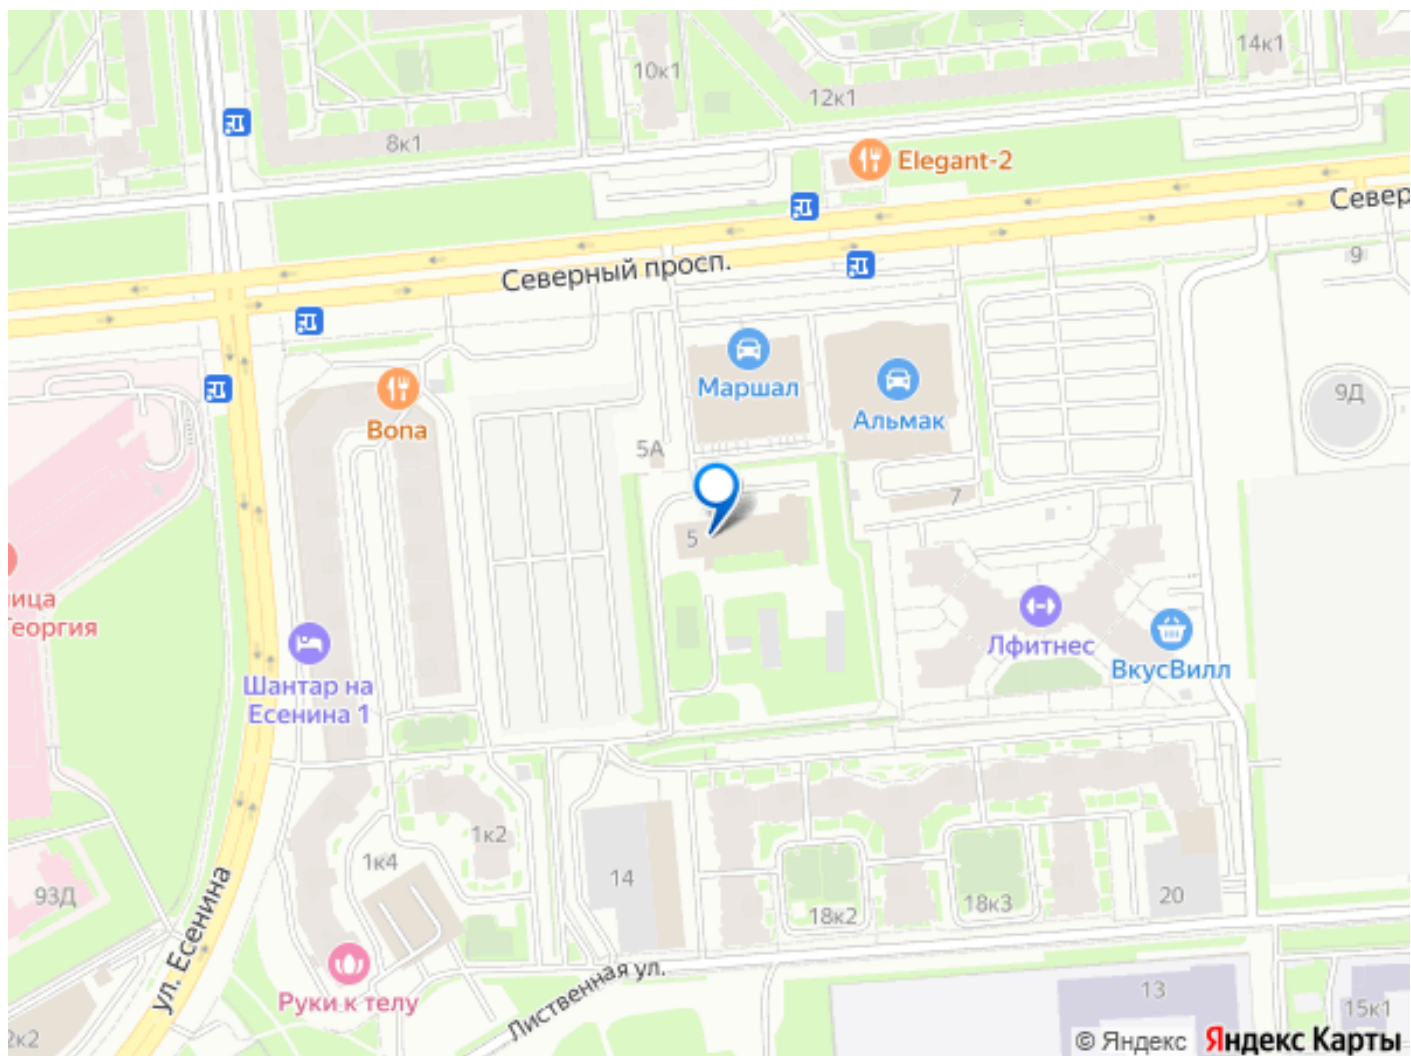 14к1
10к1
12к1
8к1
Elegant-2
Север
Северный просп.
9
Маршал
Альмак
9Д
Bona
5А
7
5
ица
Георгия
Лфитнес
ВкусВилл
Шантар на
Есенина 1
1к2
1к4
14
93Д
18к2
18к3
20
ул. Есенина
Руки к телу
Лиственная ул.
13
15к1
2к2
© Яндекс Яндекс Карты